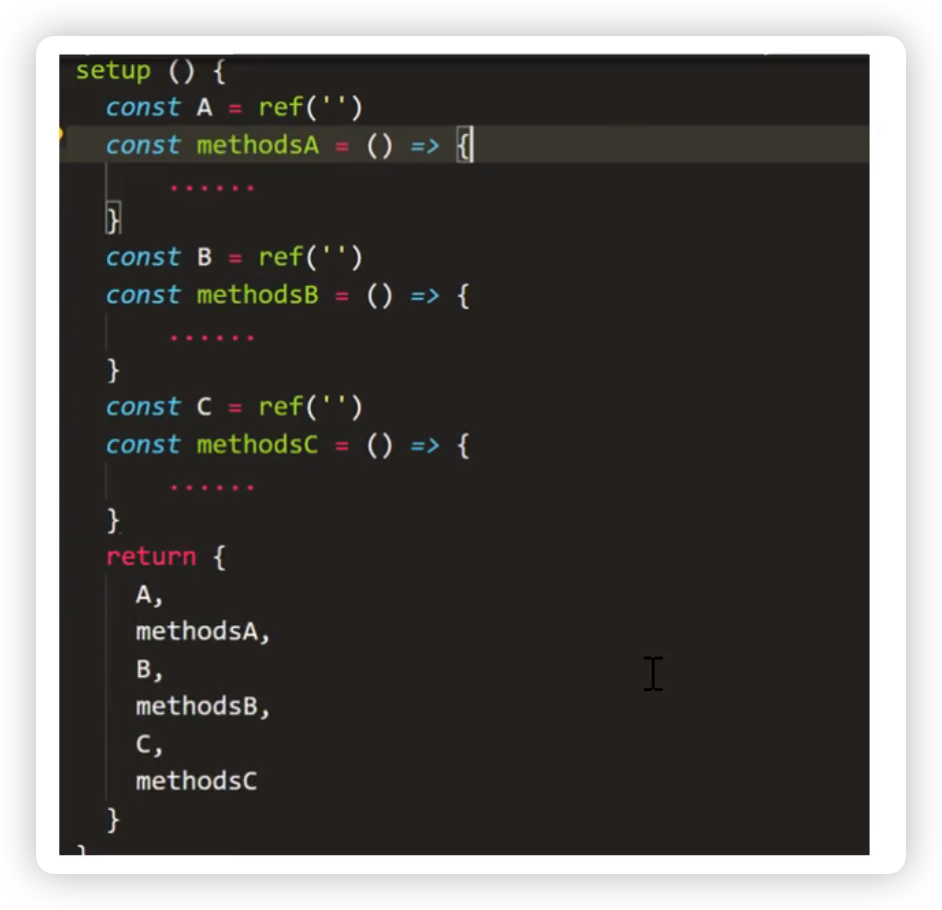 setup () {
const A = ref('')
const methodsA = () => {
......
}
const B = ref('')
const methodsB = () => {
......
}
const C = ref('')
const methodsC = () => {
......
}
return {
A,
methodsA,
B,
methodsB,
C,
methodsC
}
}